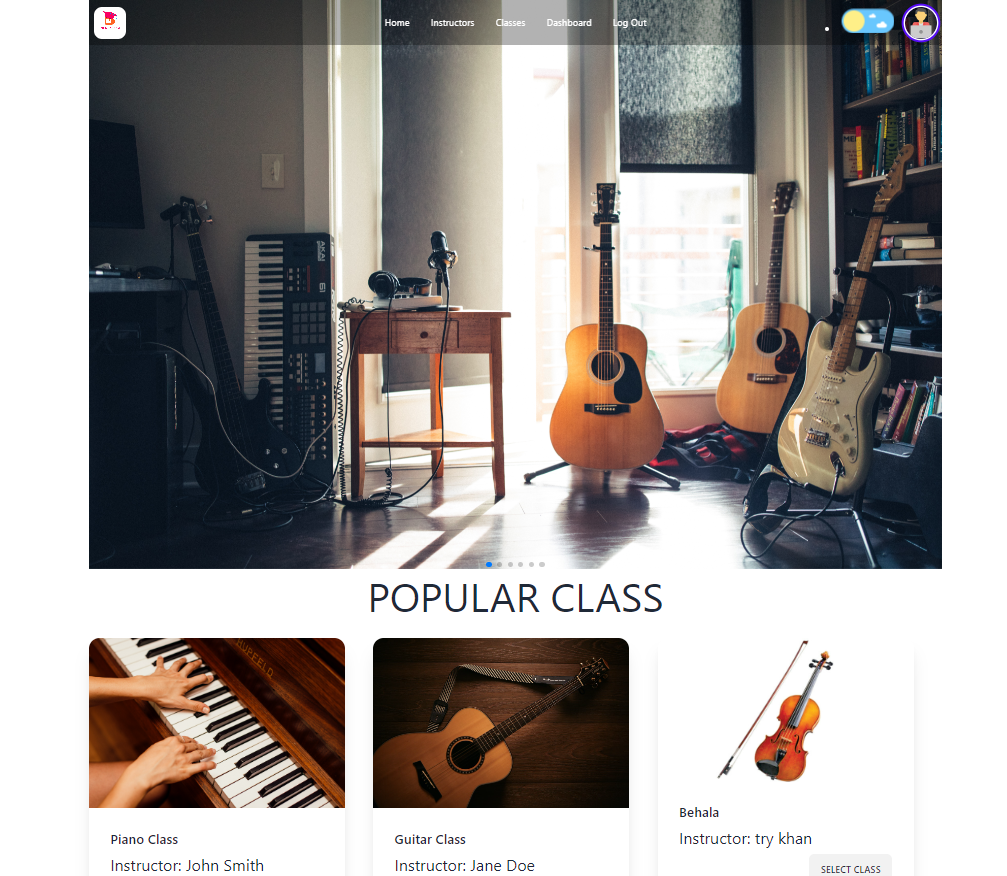 Home Instructors Classes Dashboard Log Out
AKAI
POPULAR CLASS
Piano Class
Instructor: John Smith
Guitar Class
Instructor: Jane Doe
Behala
Instructor: try khan
SELECT CLASS